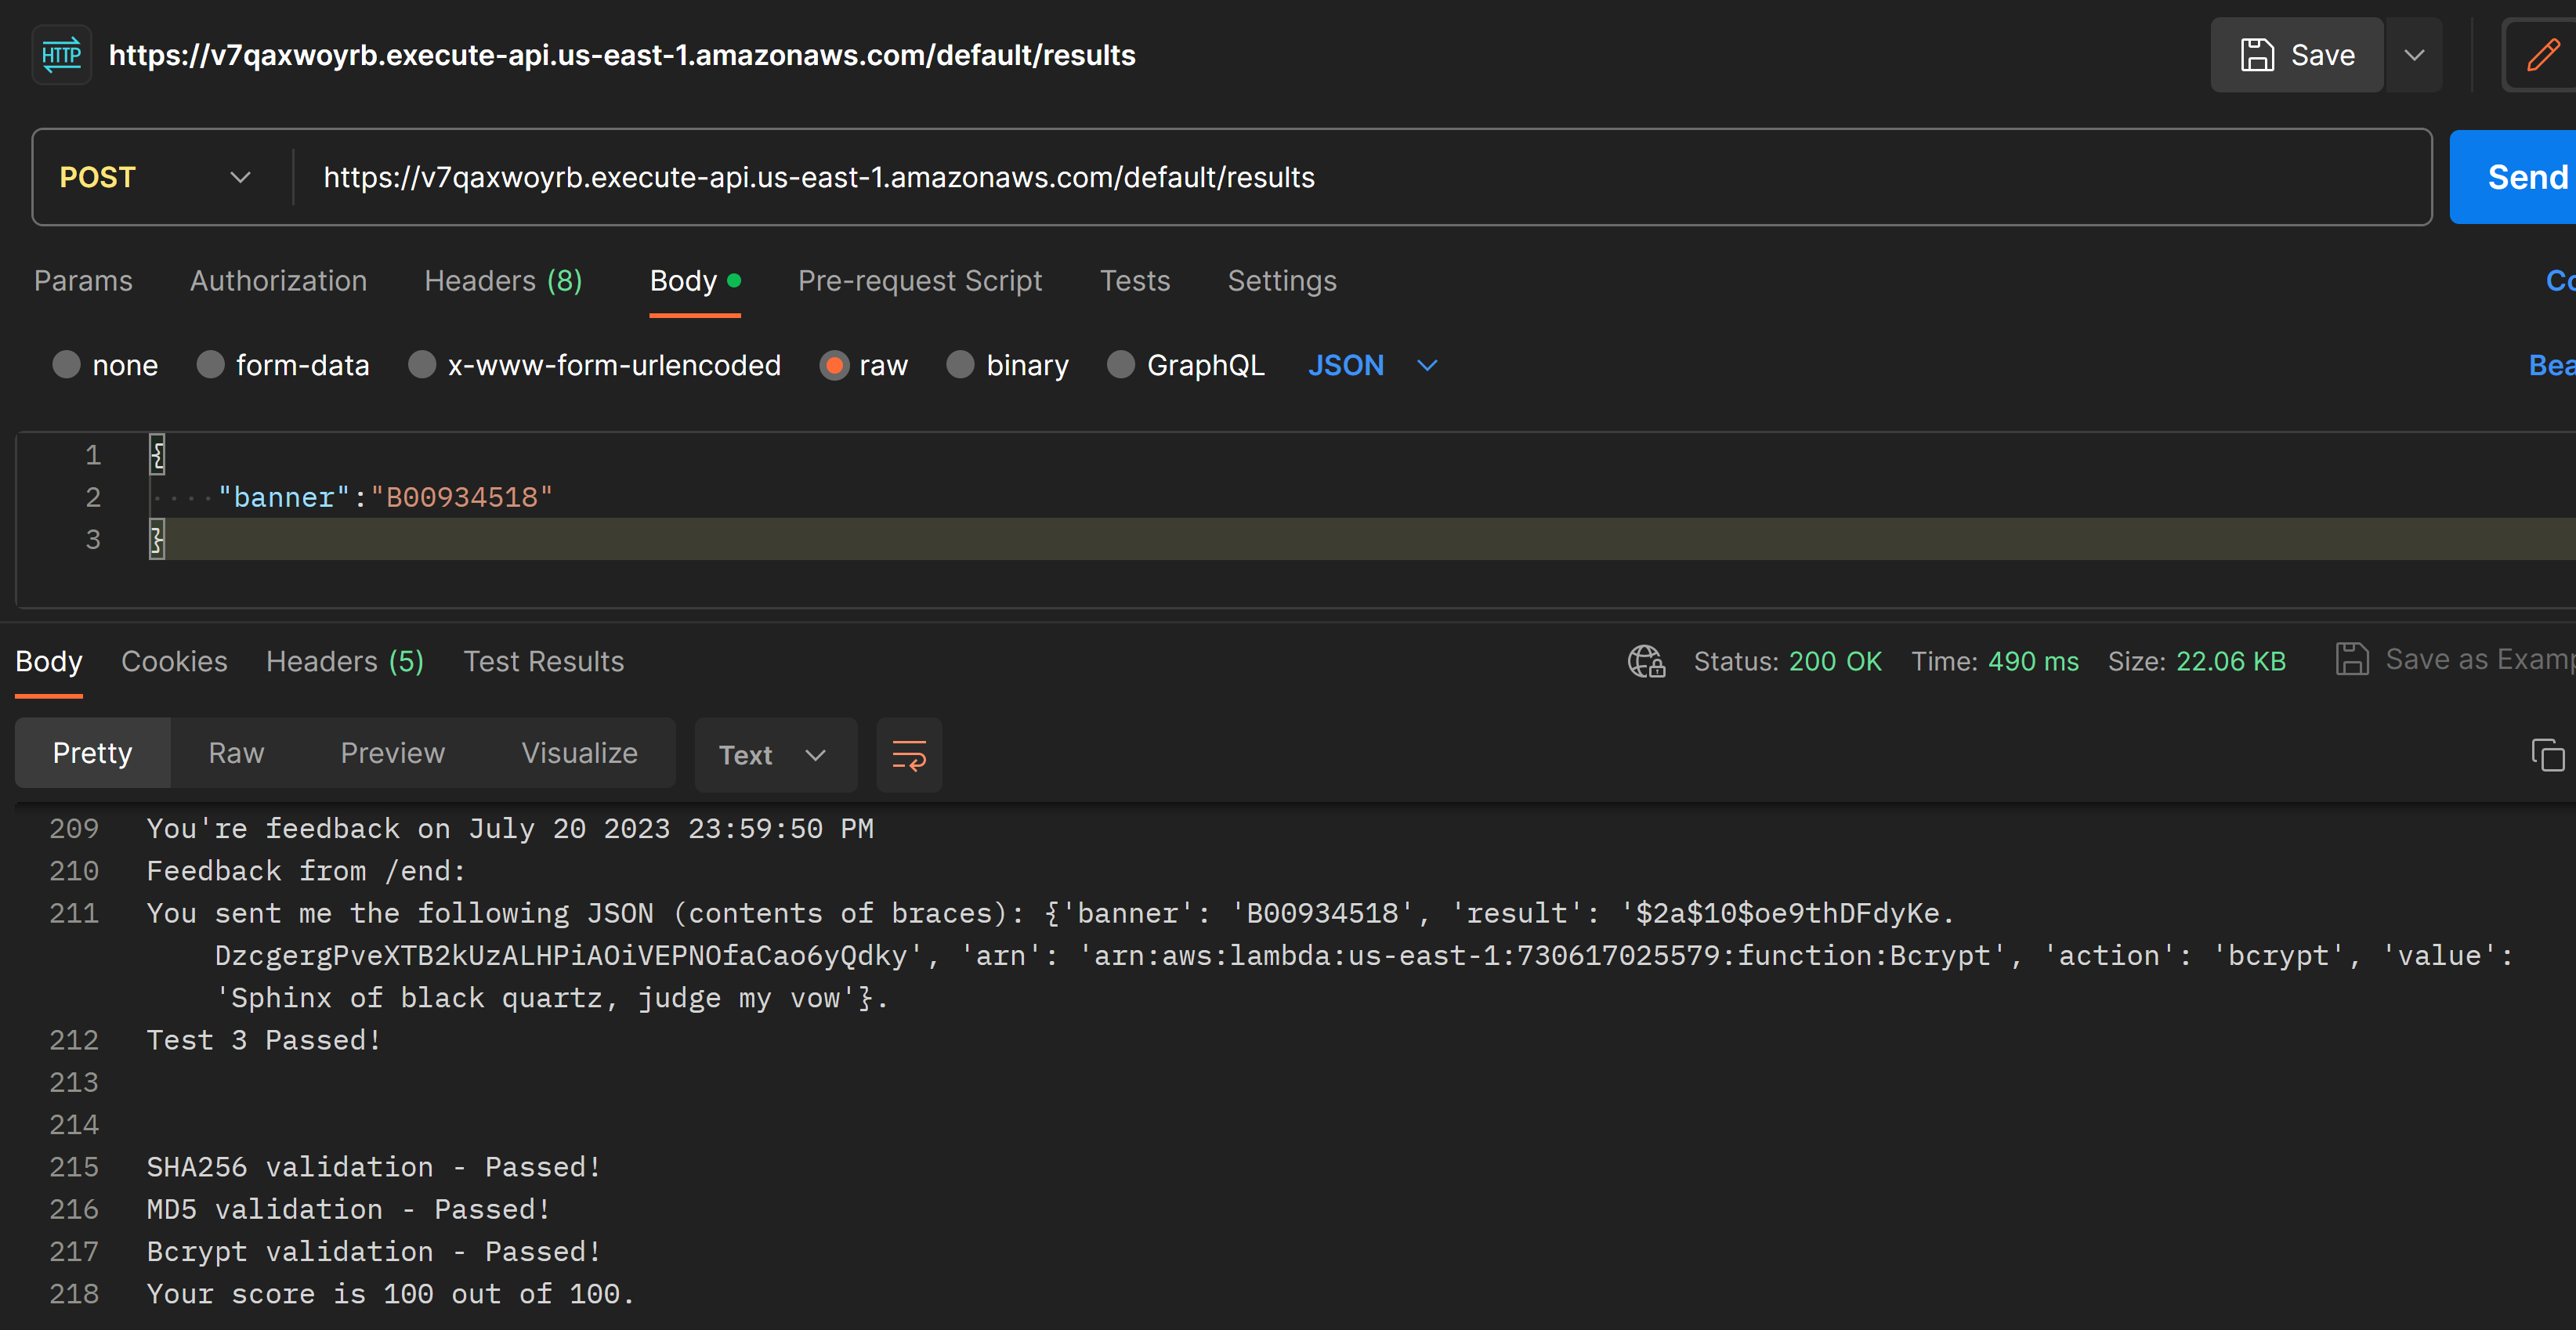 HTTP https://v7qaxwoyrb.execute-api.us-east-1.amazonaws.com/default/results Save
POST https://v7qaxwoyrb.execute-api.us-east-1.amazonaws.com/default/results Send
Params Authorization Headers (8) Body Pre-request Script Tests Settings Co
none form-data x-www-form-urlencoded raw binary GraphQL JSON Bea
1 {
2 "banner":"B00934518"
3 }
Body Cookies Headers (5) Test Results Status: 200 OK Time: 490 ms Size: 22.06 KB Save as Examp
Pretty Raw Preview Visualize Text
209 You're feedback on July 20 2023 23:59:50 PM
210 Feedback from /end:
211 You sent me the following JSON (contents of braces): {'banner': 'B00934518', 'result': '$2a$10$oe9thDFdyKe.
DzcgergPveXTB2kUzALHPiAOiVEPNOfaCao6yQdky', 'arn': 'arn:aws:lambda:us-east-1:730617025579:function:Bcrypt', 'action': 'bcrypt', 'value':
'Sphinx of black quartz, judge my vow'}.
212 Test 3 Passed!
213
214
215 SHA256 validation - Passed!
216 MD5 validation - Passed!
217 Bcrypt validation - Passed!
218 Your score is 100 out of 100.